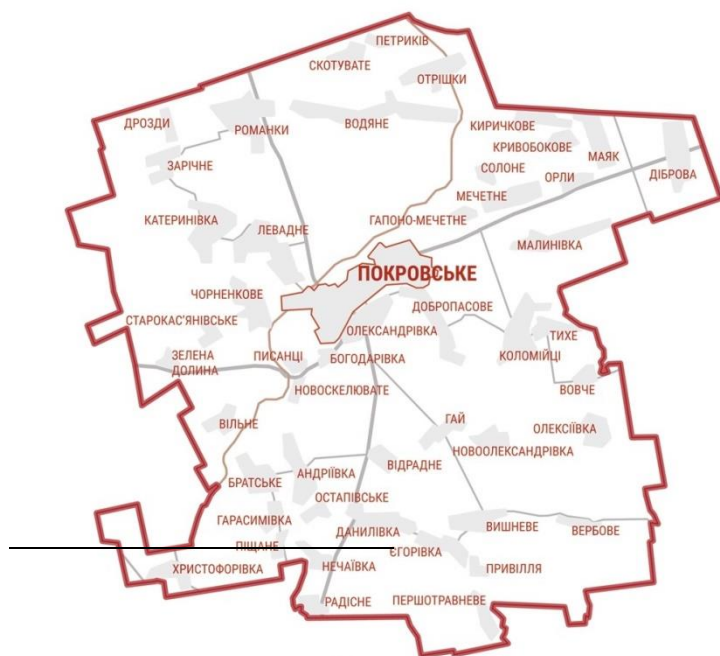 ПЕТРИКІВ
СКОТУВАТЕ
ОТРІШКИ
ДРОЗДИ
РОМАНКИ
ВОДЯНЕ
КИРИЧКОВЕ
КРИВОБОКОВЕ
МАЯК
ЗАРІЧНЕ
СОЛОНЕ
ОРЛИ
ДІБРОВА
МЕЧЕТНЕ
КАТЕРИНІВКА
ЛЕВАДНЕ
ГАПОНО-МЕЧЕТНЕ
МАЛИНІВКА
ПОКРОВСЬКЕ
ЧОРНЕНКОВЕ
ДОБРОПАСОВЕ
СТАРОКАС'ЯНІВСЬКЕ
ОЛЕКСАНДРІВКА
ТИХЕ
ЗЕЛЕНА
ДОЛИНА
ПИСАНЦІ
БОГОДАРІВКА
КОЛОМІЙЦІ
НОВОСКЕЛЮВАТЕ
ВОВЧЕ
ВІЛЬНЕ
ГАЙ
ОЛЕКСІЇВКА
НОВООЛЕКСАНДРІВКА
ВІДРАДНЕ
АНДРІЇВКА
БРАТСЬКЕ
ОСТАПІВСЬКЕ
ГАРАСИМІВКА
ДАНИЛІВКА
ВИШНЕВЕ
ВЕРБОВЕ
ПІЩАНЕ
ЄГОРІВКА
ХРИСТОФОРІВКА
НЕЧАЇВКА
ПРИВІЛЛЯ
РАДІСНЕ
ПЕРШОТРАВНЕВЕ